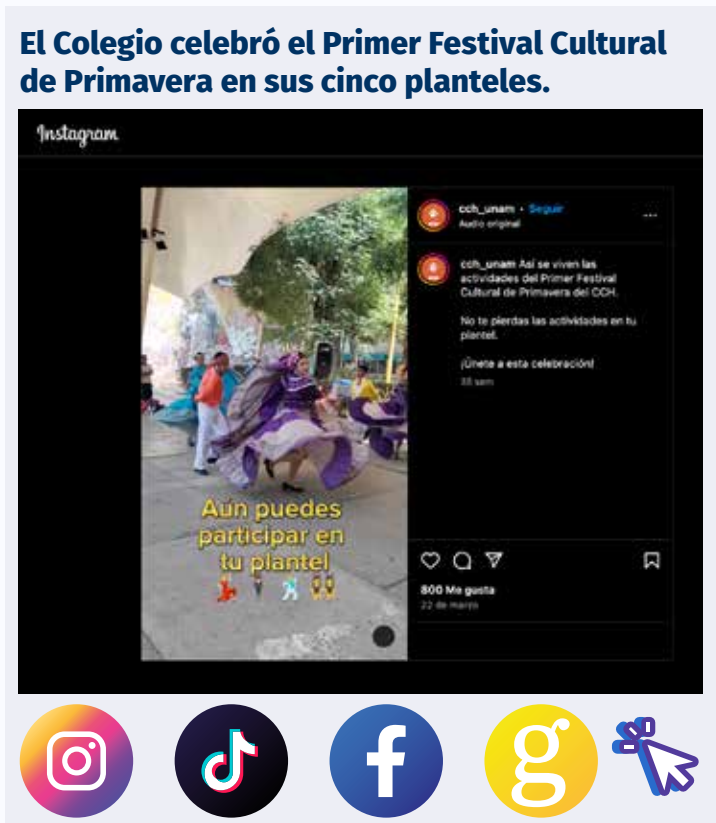 El Colegio celebró el Primer Festival Cultural
de Primavera en sus cinco planteles.
Instagram
cch_unam • Seguir
Audio original
cch_unam Así se viven las
actividades del Primer Festival
Cultural de Primavera del CCH.
No te pierdas las actividades en tu
plantel.
¡Únete a esta celebración!
38 sem
Aún puedes
participar en
tu plantel
800 Me gusta
22 de marzo
g